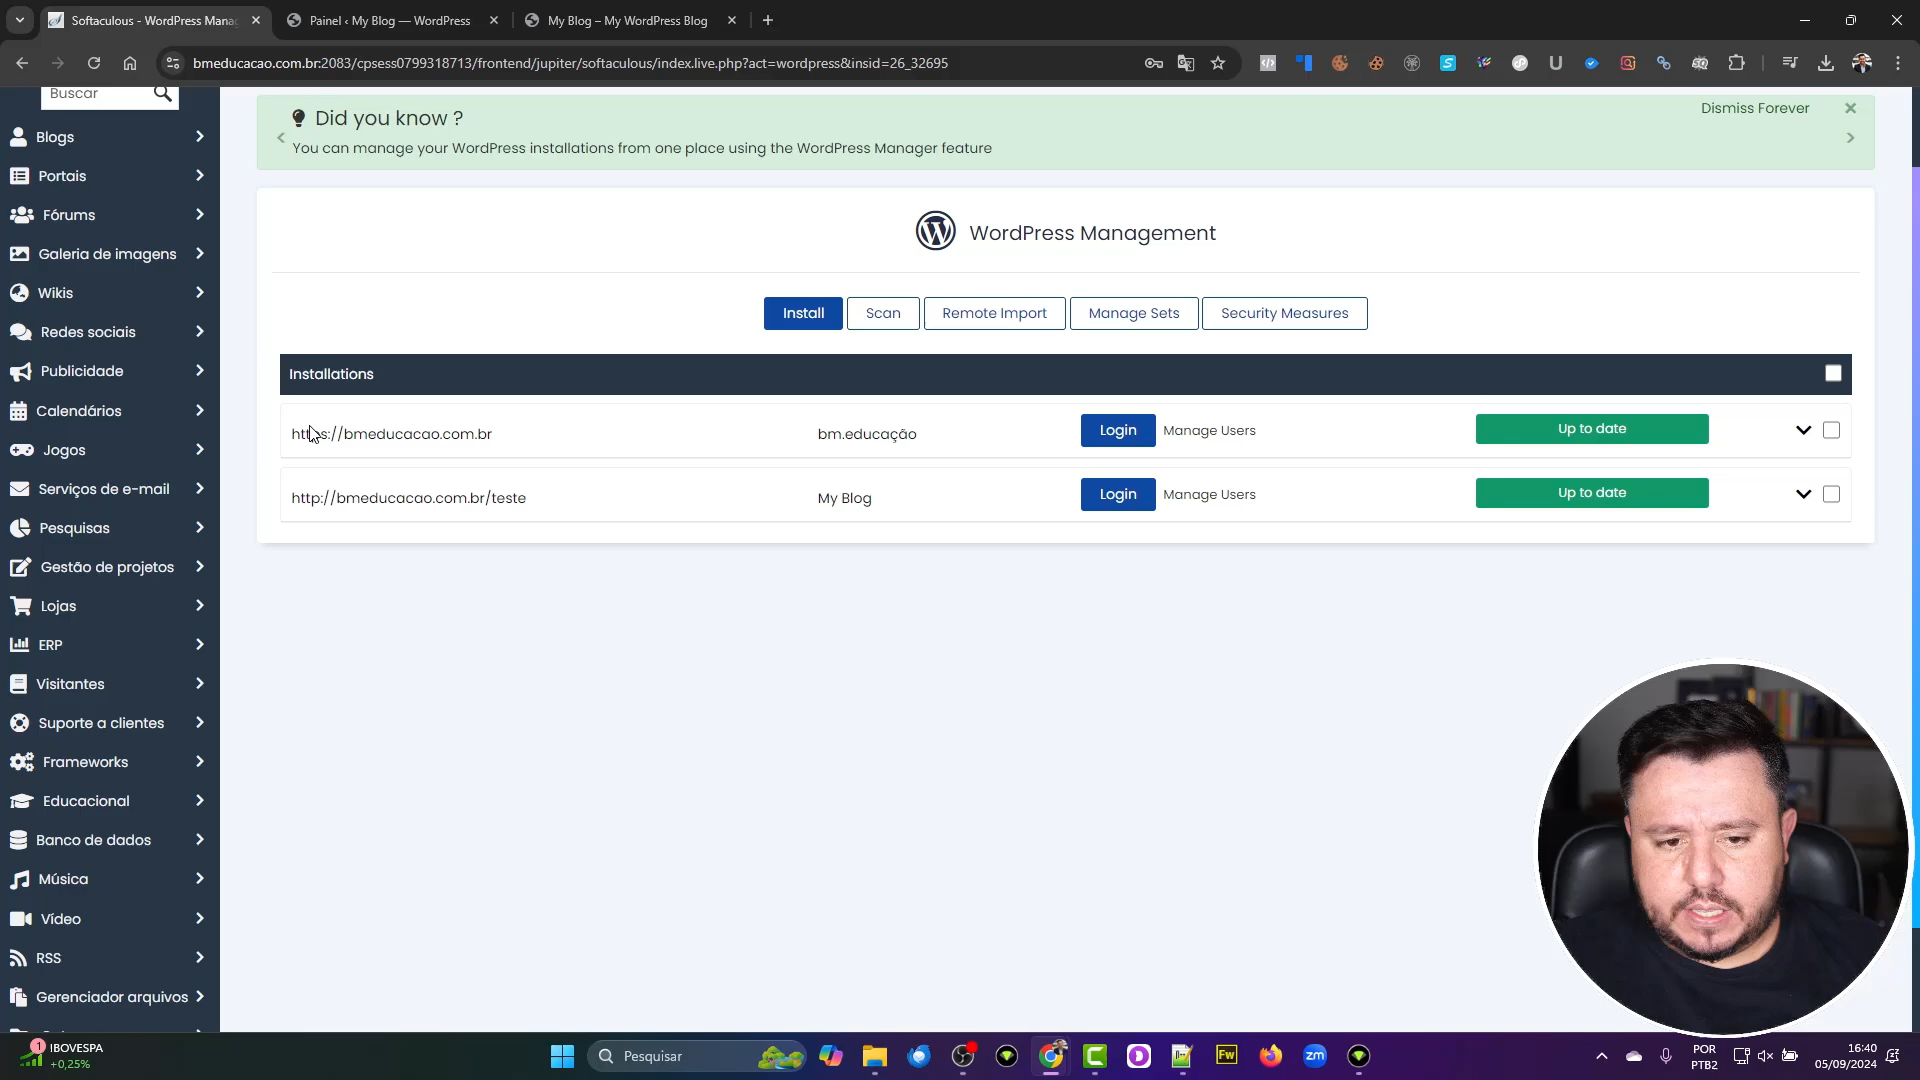 Softaculous - WordPress Mana
Painel ‹ My Blog — WordPress
My Blog – My WordPress Blog
bmeducacao.com.br:2083/cpsess0799318713/frontend/jupiter/softaculous/index.live.php?act=wordpress&insid=26_32695
Buscar
Blogs
Portais
Fórums
Galeria de imagens
Wikis
Redes sociais
Publicidade
Calendários
Jogos
Serviços de e-mail
Pesquisas
Gestão de projetos
Lojas
ERP
Visitantes
Suporte a clientes
Frameworks
Educacional
Banco de dados
Música
Vídeo
RSS
Gerenciador arquivos
Did you know ?
Dismiss Forever
You can manage your WordPress installations from one place using the WordPress Manager feature
WordPress Management
Install
Scan
Remote Import
Manage Sets
Security Measures
Installations
https://bmeducacao.com.br
bm.educação
Login
Manage Users
Up to date
http://bmeducacao.com.br/teste
My Blog
Login
Manage Users
Up to date
1
IBOVESPA
+0,25%
Pesquisar
Fw
zm
POR
PTB2
16:40
05/09/2024